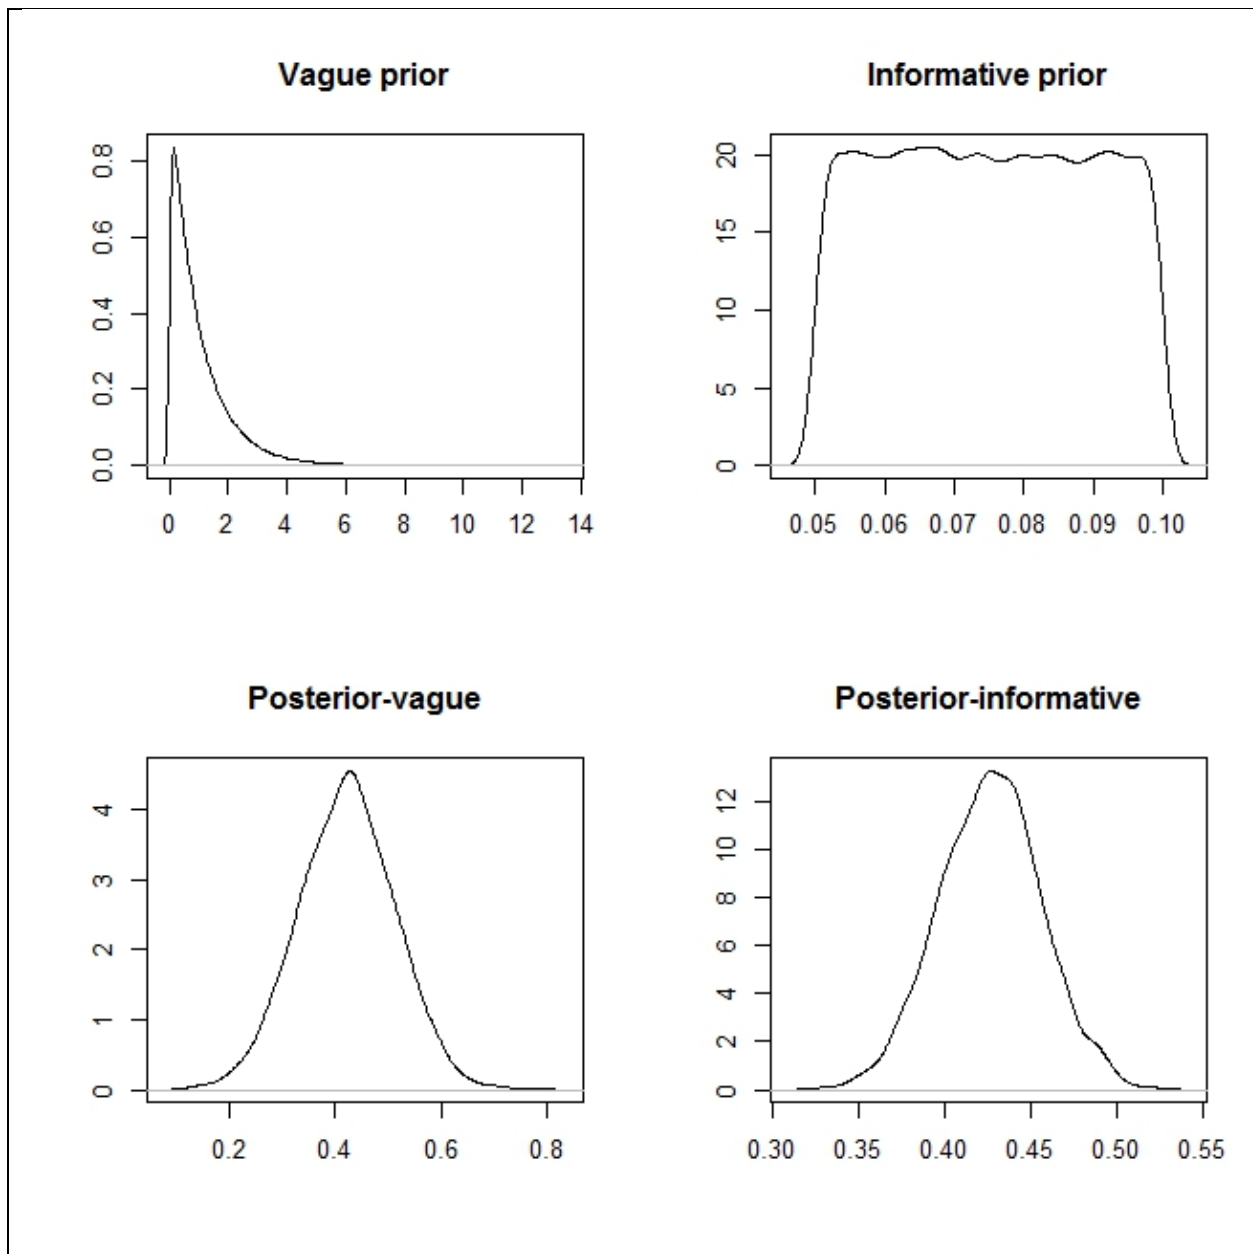 Vague prior
Informative prior
0.0 0.2 0.4 0.6 0.8
0 2 4 6 8 10 12 14
0 5 10 15 20
0.05 0.06 0.07 0.08 0.09 0.10
Posterior-vague
Posterior-informative
0 1 2 3 4
0.2 0.4 0.6 0.8
0 2 4 6 8 10 12
0.30 0.35 0.40 0.45 0.50 0.55